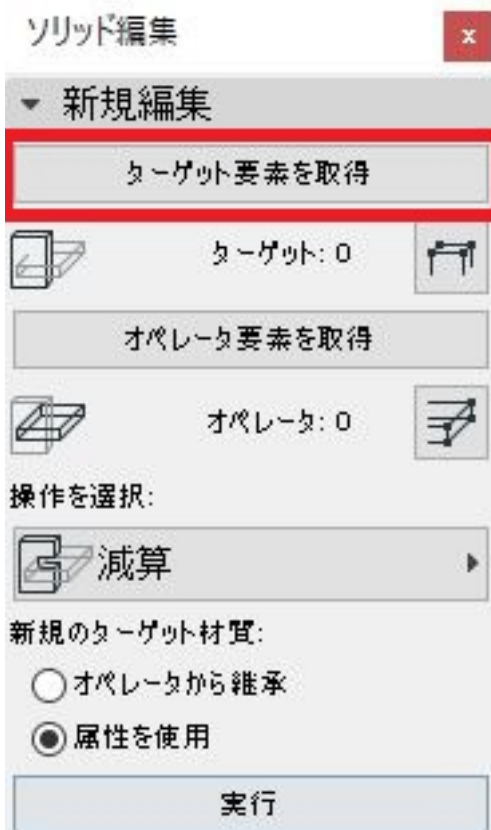 ソリッド編集
新規編集
ターゲット要素を取得
ターゲット: 0
オペレータ要素を取得
オペレータ: 0
操作を選択:
減算
新規のターゲット材質:
オペレータから継承
属性を使用
実行